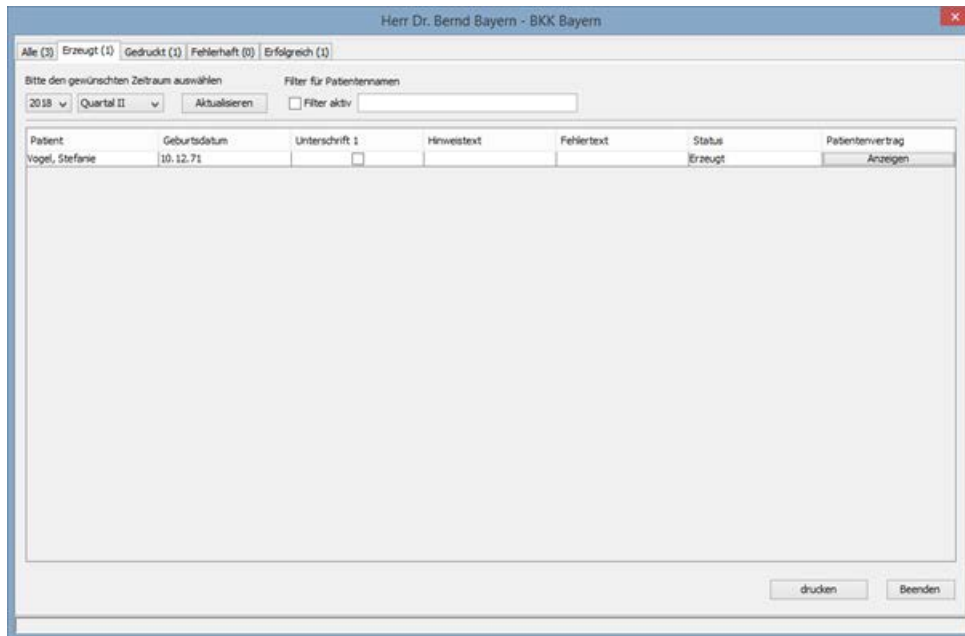 Herr Dr. Bernd Bayern - BKK Bayern
Alle (3) Erzeugt (1) Gedruckt (1) Fehlerhaft (0) Erfolgreich (1)
Bitte den gewünschten Zeitraum auswählen Filter für Patientennamen
2018 Quartal II Aktualisieren Filter aktiv
Patient Geburtsdatum Unterschrift 1 Hinweistext Fehlertext Status Patientenvertrag
Vogel, Stefanie 10.12.71 Erzeugt Anzeigen
drucken Beenden